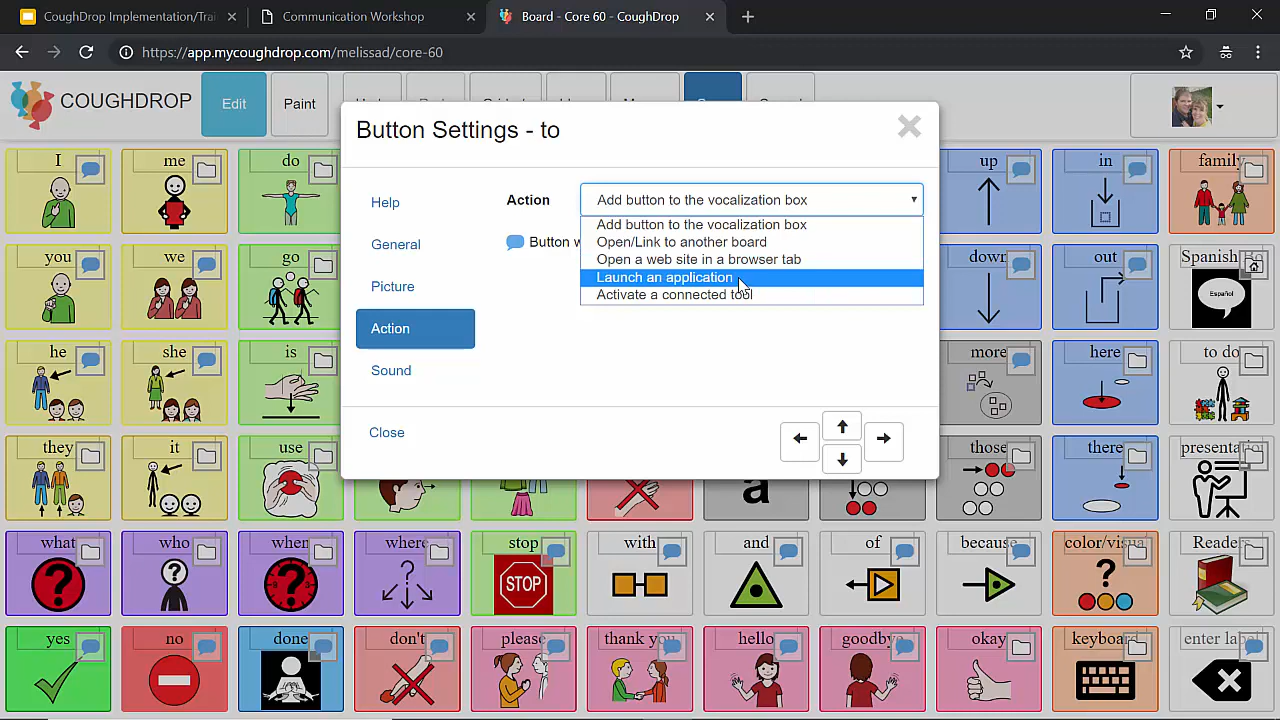 CoughDrop Implementation/Trai
Communication Workshop
Board - Core 60 - CoughDrop
https://app.mycoughdrop.com/melissad/core-60
COUGHDROP
Edit
Paint
Button Settings - to
Help
General
Picture
Action
Sound
Close
Action
Add button to the vocalization box
Button w
Add button to the vocalization box
Open/Link to another board
Open a web site in a browser tab
Launch an application
Activate a connected tool
I
me
do
up
in
family
you
we
go
down
out
Spanish
Español
he
she
is
more
here
to do
they
it
use
those
there
presentatio
a
what
who
when
where
stop
STOP
with
and
of
because
color/visua
Readers
yes
no
done
don't
please
thank you
hello
goodbye
okay
keyboard
enter label